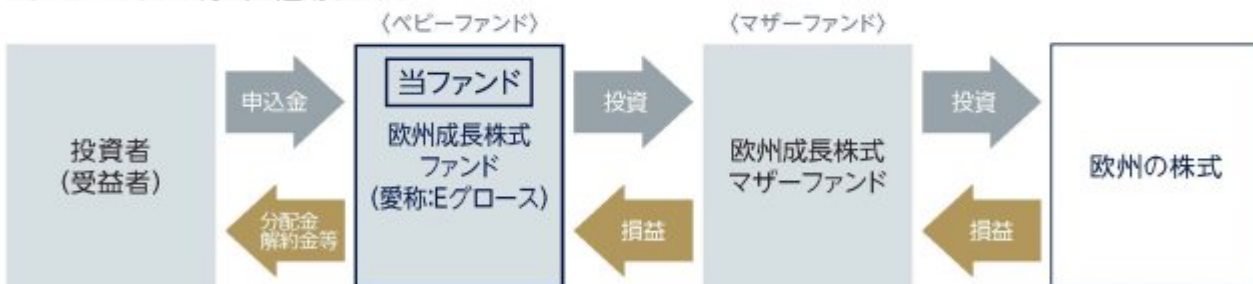 〈ベビーファンド〉
〈マザーファンド〉
投資者
(受益者)
申込金
分配金
解約金等
当ファンド
欧州成長株式
ファンド
(愛称:Eグロース)
投資
損益
欧州成長株式
マザーファンド
投資
損益
欧州の株式